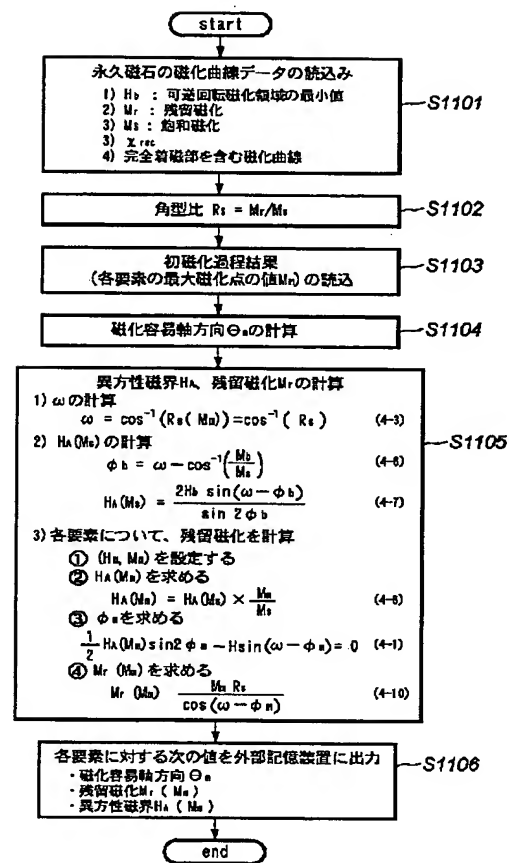 start
永久磁石の磁化曲線データの読込み
1) Hb : 可逆回転磁化領域の最小値
2) Mr : 残留磁化
3) Ms : 飽和磁化
3) χrec
4) 完全着磁部を含む磁化曲線
S1101
角型比 Rs = Mr/Ms
S1102
初磁化過程結果
(各要素の最大磁化点の値Mm) の読込
S1103
磁化容易軸方向Θmの計算
S1104
異方性磁界HA、残留磁化Mrの計算
1) ωの計算
ω = cos⁻¹(Rs( Mm))=cos⁻¹( Rs ) (4-3)
2) HA(Ms) の計算
φb = ω − cos⁻¹(Mb/Ms) (4-6)
HA(Ms) = 2Hb sin(ω − φb) / sin 2φb (4-7)
3) 各要素について、残留磁化を計算
① (Hm, Mm) を設定する
② HA(Mm) を求める
HA(Mm) = HA(Ms) × Mm/Ms (4-5)
③ φmを求める
1/2 HA(Mm)sin2φm − Hsin(ω − φm) = 0 (4-1)
④ Mr (Mm) を求める
Mr (Mm) Mm Rs / cos(ω − φm) (4-10)
S1105
各要素に対する次の値を外部記憶装置に出力
・磁化容易軸方向Θm
・残留磁化Mr ( Mm )
・異方性磁界HA ( Mm )
S1106
end